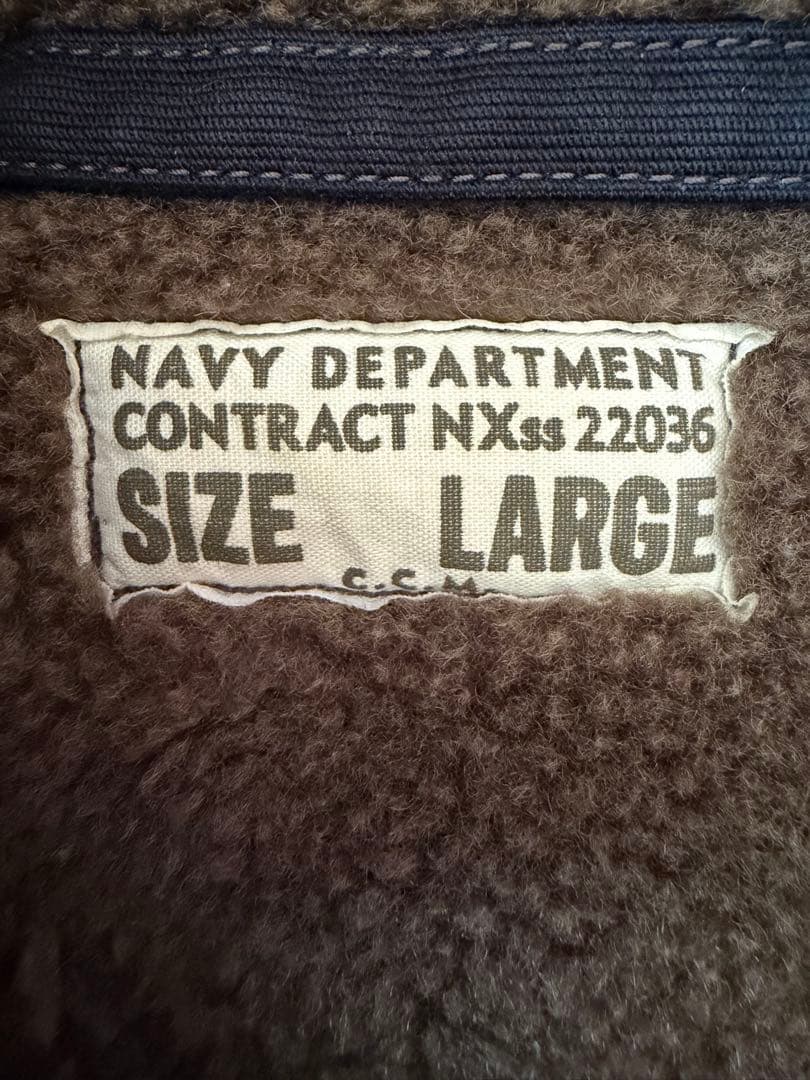 NAVY DEPARTMENT
CONTRACT NXss 22036
SIZE LARGE
C.C.M